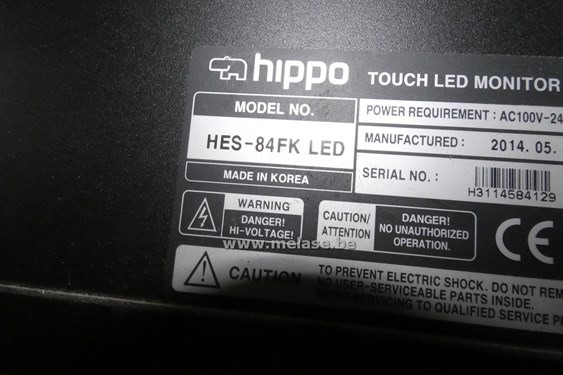 hippo TOUCH LED MONITOR
MODEL NO.
HES-84FK LED
MADE IN KOREA
POWER REQUIREMENT : AC100V-24
MANUFACTURED : 2014. 05.
SERIAL NO. :
H3114584129
WARNING
DANGER!
HI-VOLTAGE!
CAUTION/
ATTENTION
DANGER!
NO UNAUTHORIZED
OPERATION.
CE
www.melase.be
CAUTION
TO PREVENT ELECTRIC SHOCK. DO NOT
NO USER-SERVICEABLE PARTS INSIDE.
REFER SERVICING TO QUALIFIED SERVICE